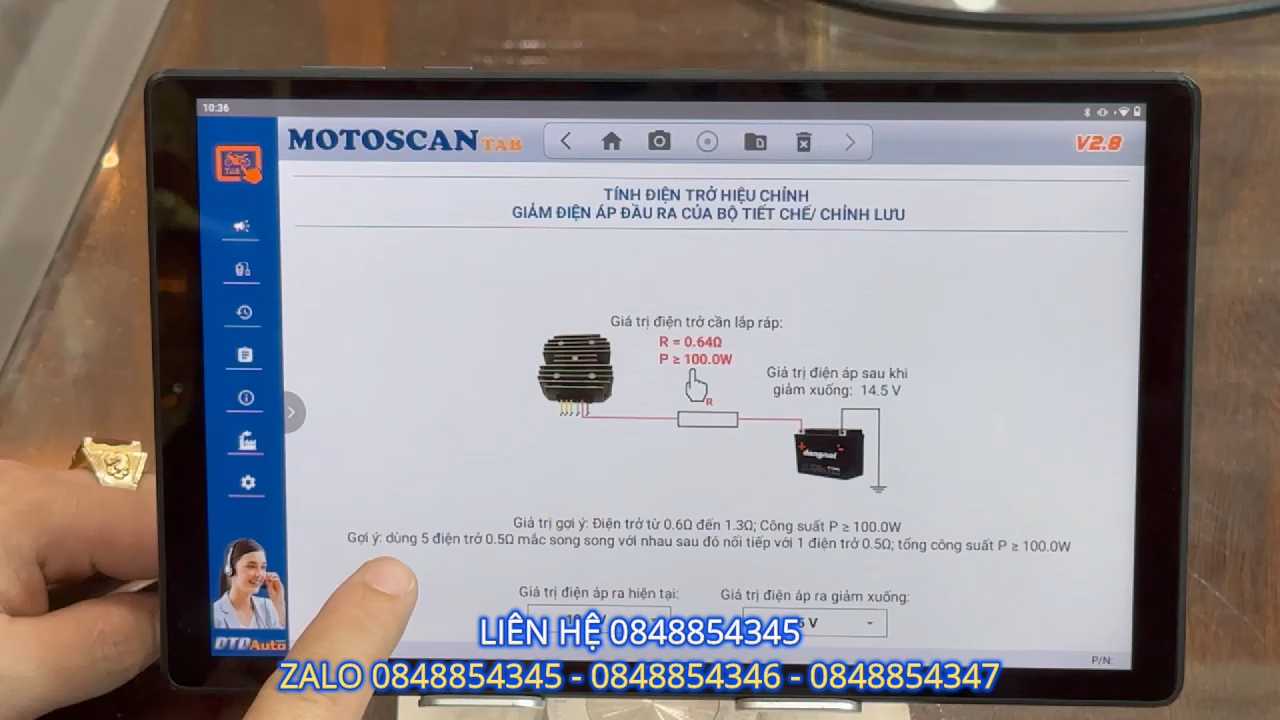 10:36
MOTOSCAN TAB
V2.8
TAB
TÍNH ĐIỆN TRỞ HIỆU CHỈNH
GIẢM ĐIỆN ÁP ĐẦU RA CỦA BỘ TIẾT CHẾ/ CHỈNH LƯU
Giá trị điện trở cần lắp ráp:
R = 0.64Ω
P ≥ 100.0W
Giá trị điện áp sau khi
giảm xuống: 14.5 V
R
dongnai
Giá trị gợi ý: Điện trở từ 0.6Ω đến 1.3Ω; Công suất P ≥ 100.0W
Gợi ý: dùng 5 điện trở 0.5Ω mắc song song với nhau sau đó nối tiếp với 1 điện trở 0.5Ω; tổng công suất P ≥ 100.0W
Giá trị điện áp ra hiện tại:
Giá trị điện áp ra giảm xuống:
V
DTDAuto
P/N:
LIÊN HỆ 0848854345
ZALO 0848854345 - 0848854346 - 0848854347